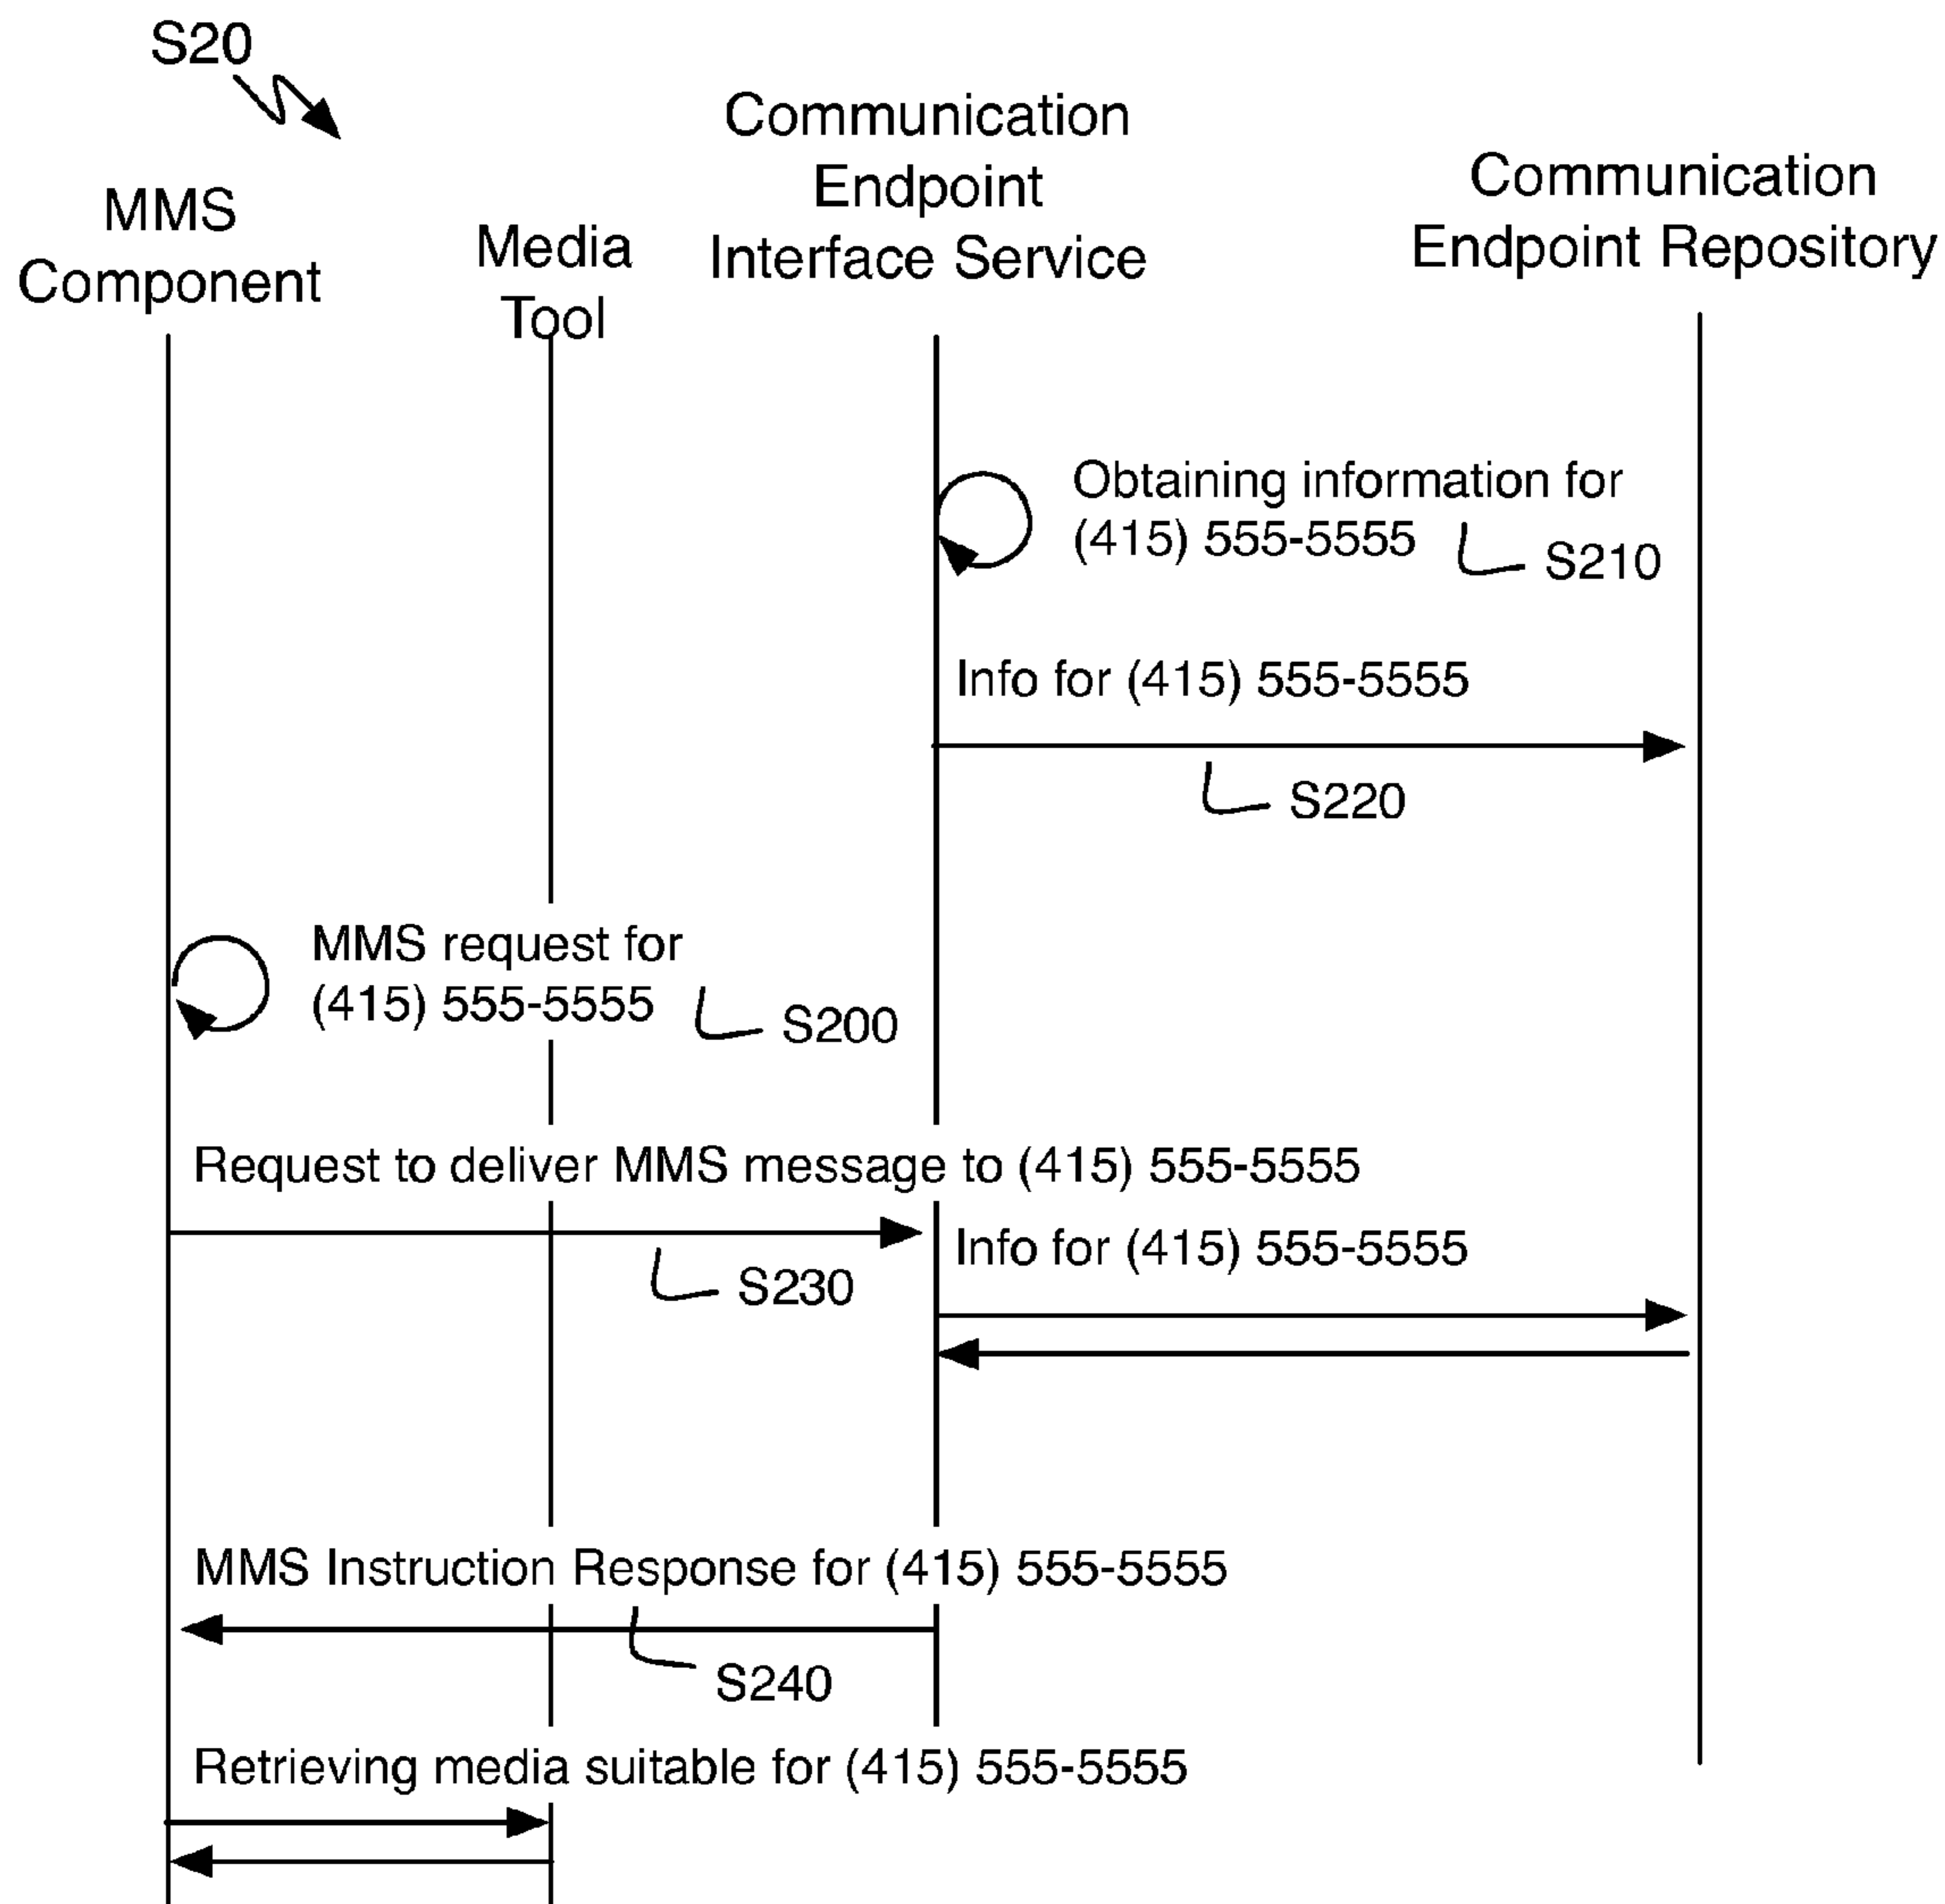 S20
MMS
Component
Media
Tool
Communication
Endpoint
Interface Service
Communication
Endpoint Repository
Obtaining information for
(415) 555-5555
S210
Info for (415) 555-5555
S220
MMS request for
(415) 555-5555
S200
Request to deliver MMS message to (415) 555-5555
Info for (415) 555-5555
S230
MMS Instruction Response for (415) 555-5555
S240
Retrieving media suitable for (415) 555-5555